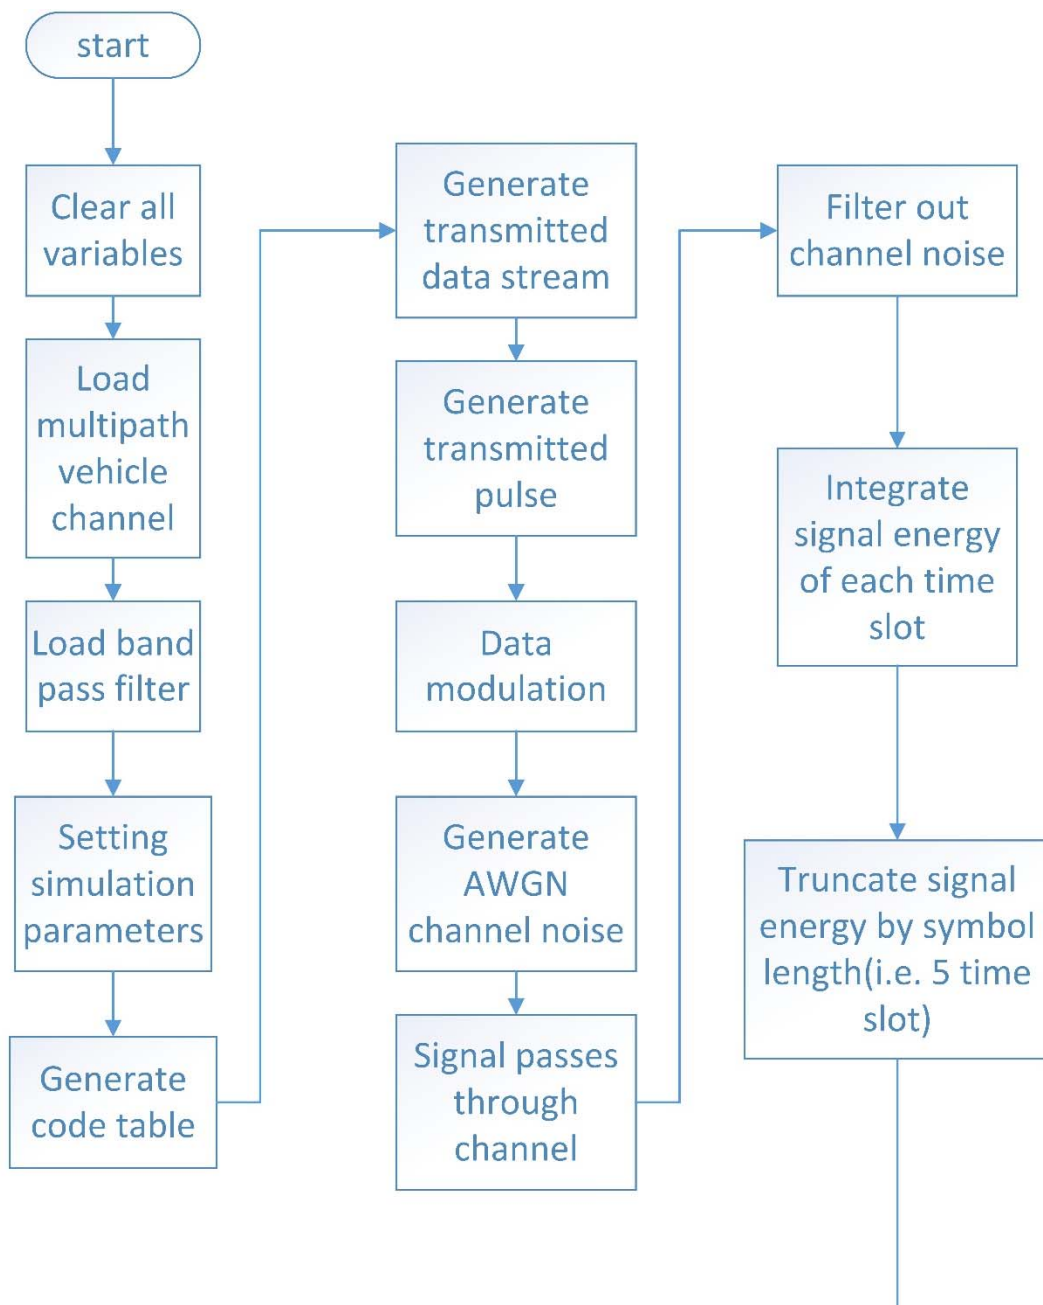 start
Clear all
variables
Load
multipath
vehicle
channel
Load band
pass filter
Setting
simulation
parameters
Generate
code table
Generate
transmitted
data stream
Generate
transmitted
pulse
Data
modulation
Generate
AWGN
channel noise
Signal passes
through
channel
Filter out
channel noise
Integrate
signal energy
of each time
slot
Truncate signal
energy by symbol
length(i.e. 5 time
slot)